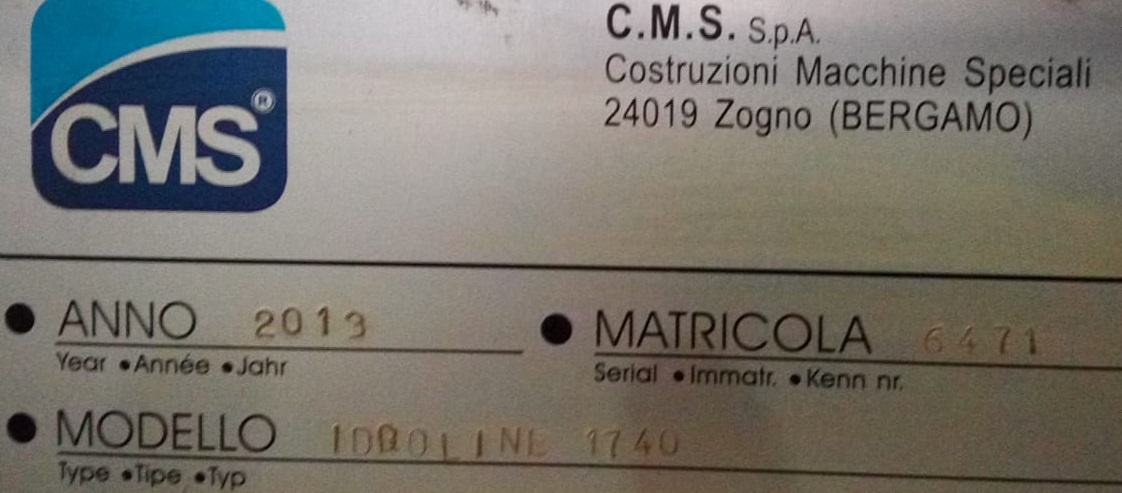 CMS®
C.M.S. S.p.A.
Costruzioni Macchine Speciali
24019 Zogno (BERGAMO)
• ANNO 2013
Year •Année •Jahr
• MATRICOLA 6471
Serial •Immatr. •Kenn nr.
• MODELLO IDROLINE 1740
Type •Tipe •Typ